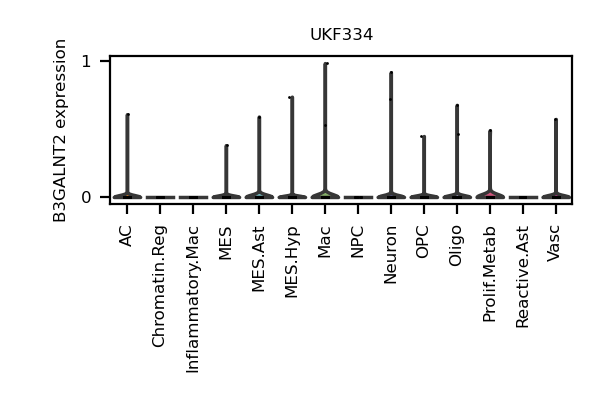 UKF334
B3GALNT2 expression
1
0
AC
Chromatin.Reg
Inflammatory.Mac
MES
MES.Ast
MES.Hyp
Mac
NPC
Neuron
OPC
Oligo
Prolif.Metab
Reactive.Ast
Vasc